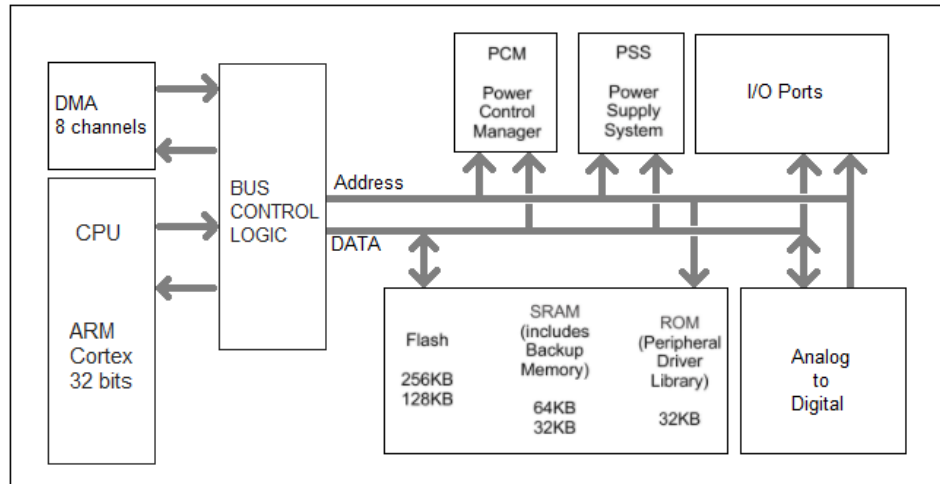 DMA
8 channels
CPU
ARM
Cortex
32 bits
BUS
CONTROL
LOGIC
Address
DATA
PCM
Power
Control
Manager
PSS
Power
Supply
System
I/O Ports
Flash
256KB
128KB
SRAM
(includes
Backup
Memory)
64KB
32KB
ROM
(Peripheral
Driver
Library)
32KB
Analog
to
Digital